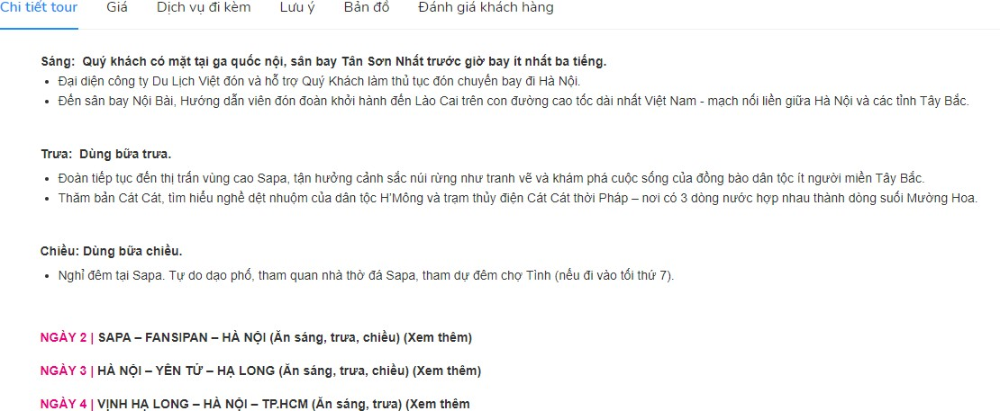 Chi tiết tour Giá Dịch vụ đi kèm Lưu ý Bản đồ Đánh giá khách hàng
Sáng: Quý khách có mặt tại ga quốc nội, sân bay Tân Sơn Nhất trước giờ bay ít nhất ba tiếng.
• Đại diện công ty Du Lịch Việt đón và hỗ trợ Quý Khách làm thủ tục đón chuyến bay đi Hà Nội.
• Đến sân bay Nội Bài, Hướng dẫn viên đón đoàn khởi hành đến Lào Cai trên con đường cao tốc dài nhất Việt Nam - mạch nối liền giữa Hà Nội và các tỉnh Tây Bắc.
Trưa: Dùng bữa trưa.
• Đoàn tiếp tục đến thị trấn vùng cao Sapa, tận hưởng cảnh sắc núi rừng như tranh vẽ và khám phá cuộc sống của đồng bào dân tộc ít người miền Tây Bắc.
• Thăm bản Cát Cát, tìm hiểu nghề dệt nhuộm của dân tộc H'Mông và trạm thủy điện Cát Cát thời Pháp – nơi có 3 dòng nước hợp nhau thành dòng suối Mường Hoa.
Chiều: Dùng bữa chiều.
• Nghỉ đêm tại Sapa. Tự do dạo phố, tham quan nhà thờ đá Sapa, tham dự đêm chợ Tình (nếu đi vào tối thứ 7).
NGÀY 2 | SAPA – FANSIPAN – HÀ NỘI (Ăn sáng, trưa, chiều) (Xem thêm)
NGÀY 3 | HÀ NỘI – YÊN TỬ – HẠ LONG (Ăn sáng, trưa, chiều) (Xem thêm)
NGÀY 4 | VỊNH HẠ LONG – HÀ NỘI – TP.HCM (Ăn sáng, trưa) (Xem thêm